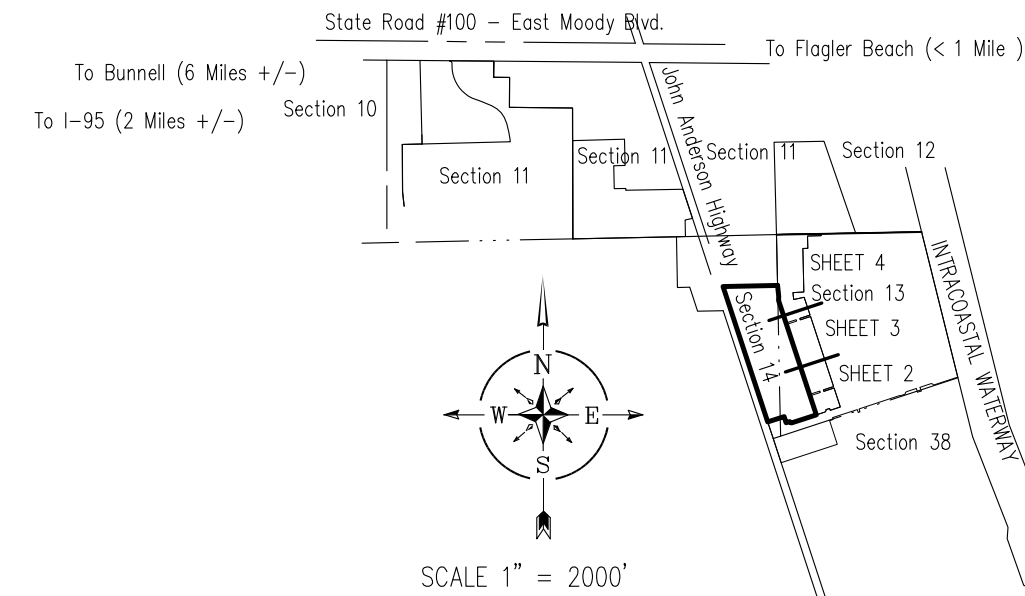 State Road #100 – East Moody Blvd.
To Flagler Beach (< 1 Mile )
To Bunnell (6 Miles +/–)
Section 10
To I–95 (2 Miles +/–)
John Anderson Highway
Section 11
Section 11
Section 11
Section 12
SHEET 4
Section 13
SHEET 3
SHEET 2
Section 14
INTRACOASTAL WATERWAY
Section 38
N
W
E
S
SCALE 1" = 2000'